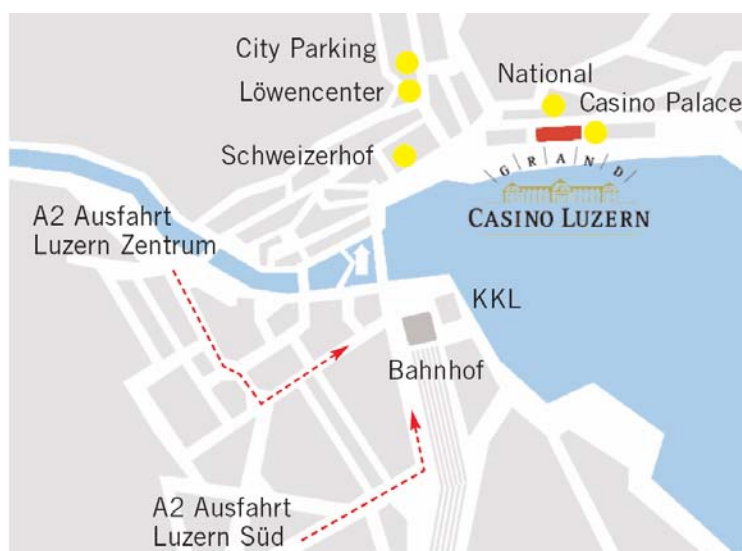 City Parking
Löwencenter
National
Casino Palace
Schweizerhof
GRAND
CASINO LUZERN
A2 Ausfahrt
Luzern Zentrum
KKL
Bahnhof
A2 Ausfahrt
Luzern Süd